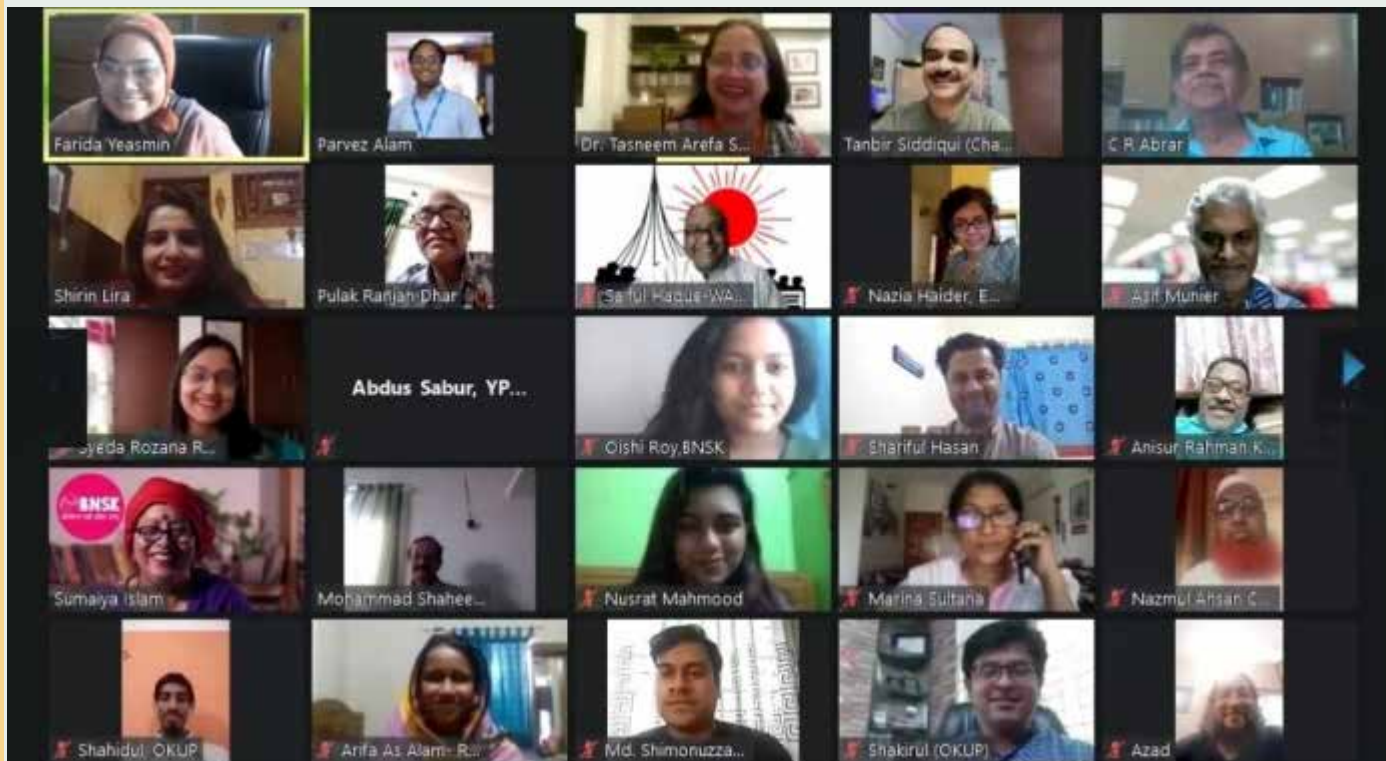 Farida Yeasmin
Parvez Alam
Dr. Tasneem Arefa S...
Tanbir Siddiqui (Cha...
C R Abrar
Shirin Lira
Pulak Ranjan Dhar
Saiful Haque-WA...
Nazia Haider, E...
Asif Munier
Syeda Rozana R...
Abdus Sabur, YP...
Oishi Roy,BNSK
Shariful Hasan
Anisur Rahman K...
BNSK
Sumaiya Islam
Mohammad Shahee...
Nusrat Mahmood
Marina Sultana
Nazmul Ahsan C...
Shahidul, OKUP
Arifa As Alam- R...
Md. Shimonuzza...
Shakirul (OKUP)
Azad